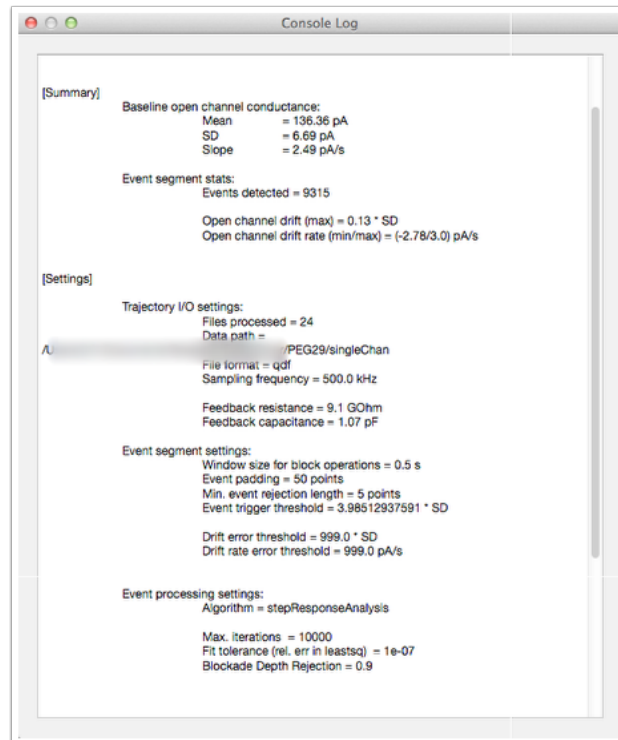 Console Log
[Summary]
Baseline open channel conductance:
Mean = 136.36 pA
SD = 6.69 pA
Slope = 2.49 pA/s
Event segment stats:
Events detected = 9315
Open channel drift (max) = 0.13 * SD
Open channel drift rate (min/max) = (-2.78/3.0) pA/s
[Settings]
Trajectory I/O settings:
Files processed = 24
Data path =
/PEG29/singleChan
File format = qdf
Sampling frequency = 500.0 kHz
Feedback resistance = 9.1 GOhm
Feedback capacitance = 1.07 pF
Event segment settings:
Window size for block operations = 0.5 s
Event padding = 50 points
Min. event rejection length = 5 points
Event trigger threshold = 3.98512937591 * SD
Drift error threshold = 999.0 * SD
Drift rate error threshold = 999.0 pA/s
Event processing settings:
Algorithm = stepResponseAnalysis
Max. iterations = 10000
Fit tolerance (rel. err in leastsq) = 1e-07
Blockade Depth Rejection = 0.9